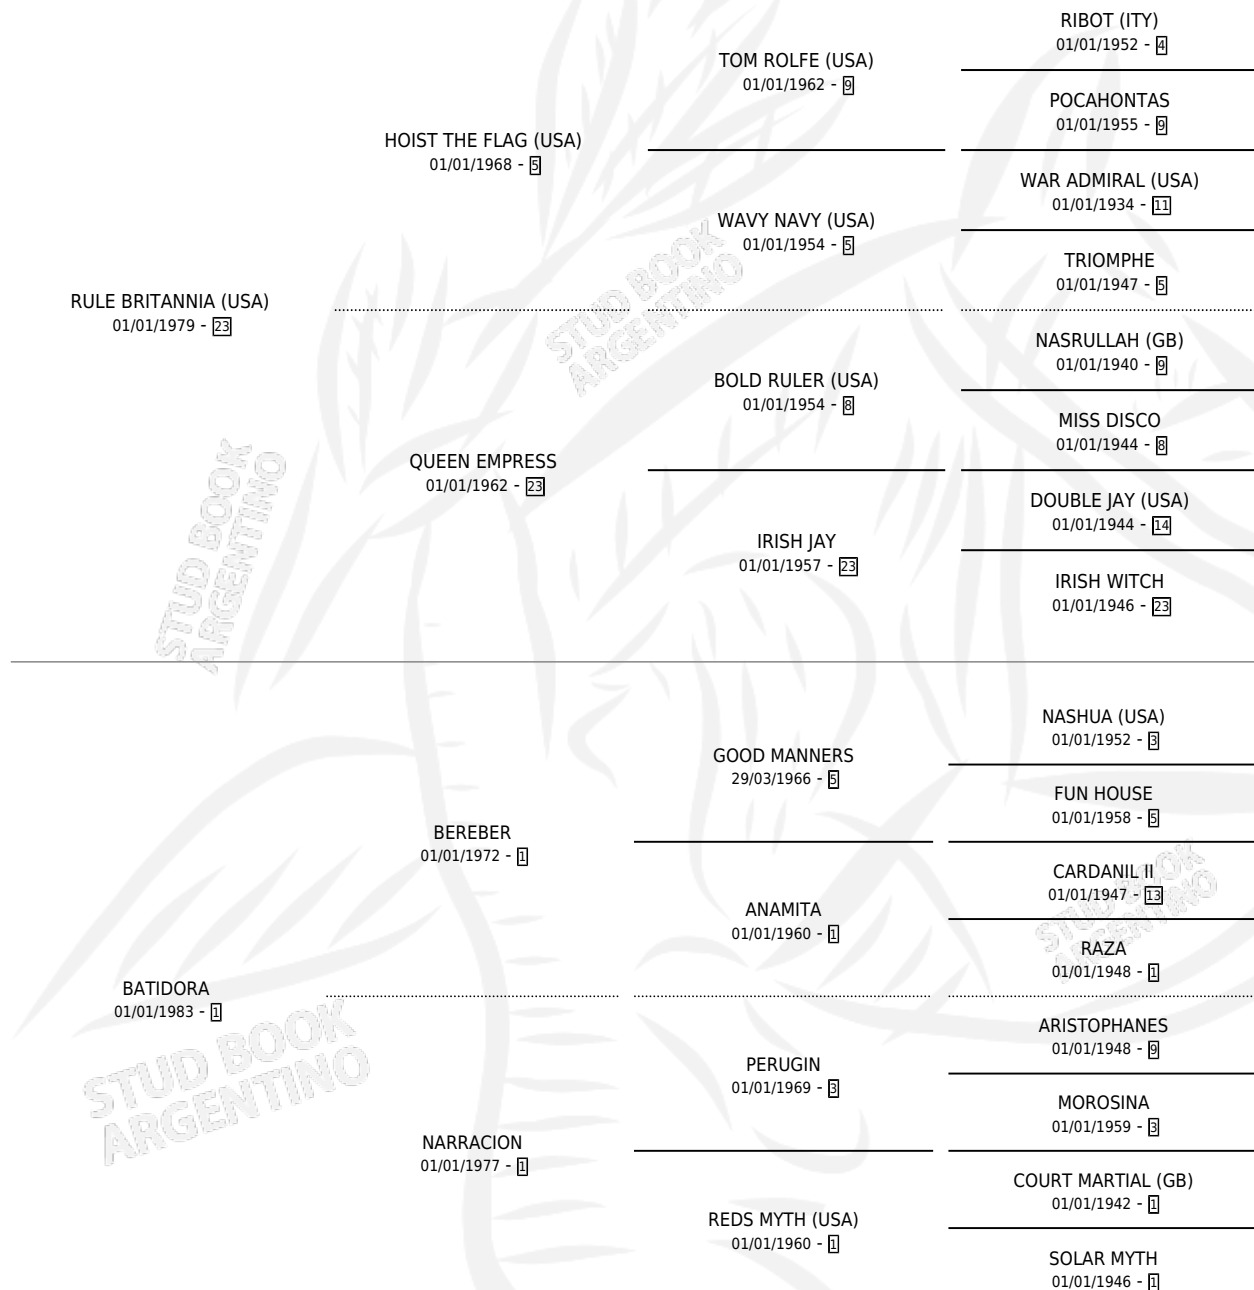 RIBOT (ITY)
01/01/1952 - 4
TOM ROLFE (USA)
01/01/1962 - 9
POCAHONTAS
01/01/1955 - 9
HOIST THE FLAG (USA)
01/01/1968 - 5
WAR ADMIRAL (USA)
01/01/1934 - 11
WAVY NAVY (USA)
01/01/1954 - 5
TRIOMPHE
01/01/1947 - 5
RULE BRITANNIA (USA)
01/01/1979 - 23
STUD BOOK
ARGENTINO
NASRULLAH (GB)
01/01/1940 - 9
BOLD RULER (USA)
01/01/1954 - 8
MISS DISCO
01/01/1944 - 8
QUEEN EMPRESS
01/01/1962 - 23
DOUBLE JAY (USA)
01/01/1944 - 14
IRISH JAY
01/01/1957 - 23
IRISH WITCH
01/01/1946 - 23
STUD BOOK
ARGENTINO
NASHUA (USA)
01/01/1952 - 3
GOOD MANNERS
29/03/1966 - 5
FUN HOUSE
01/01/1958 - 5
BEREBER
01/01/1972 - 1
CARDANIL II
01/01/1947 - 13
STUD BOOK
ARGENTINO
ANAMITA
01/01/1960 - 1
RAZA
01/01/1948 - 1
BATIDORA
01/01/1983 - 1
STUD BOOK
ARGENTINO
ARISTOPHANES
01/01/1948 - 9
PERUGIN
01/01/1969 - 3
MOROSINA
01/01/1959 - 3
NARRACION
01/01/1977 - 1
COURT MARTIAL (GB)
01/01/1942 - 1
REDS MYTH (USA)
01/01/1960 - 1
SOLAR MYTH
01/01/1946 - 1